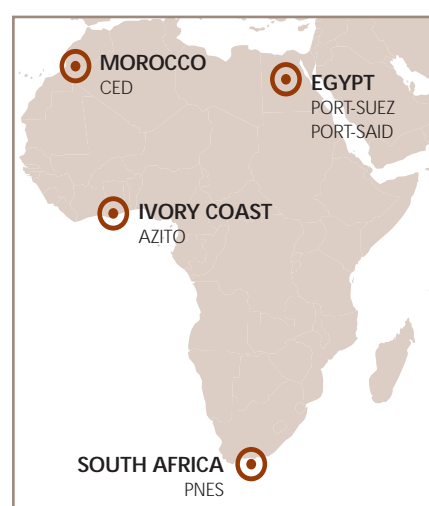 MOROCCO
CED
EGYPT
PORT-SUEZ
PORT-SAID
IVORY COAST
AZITO
SOUTH AFRICA
PNES